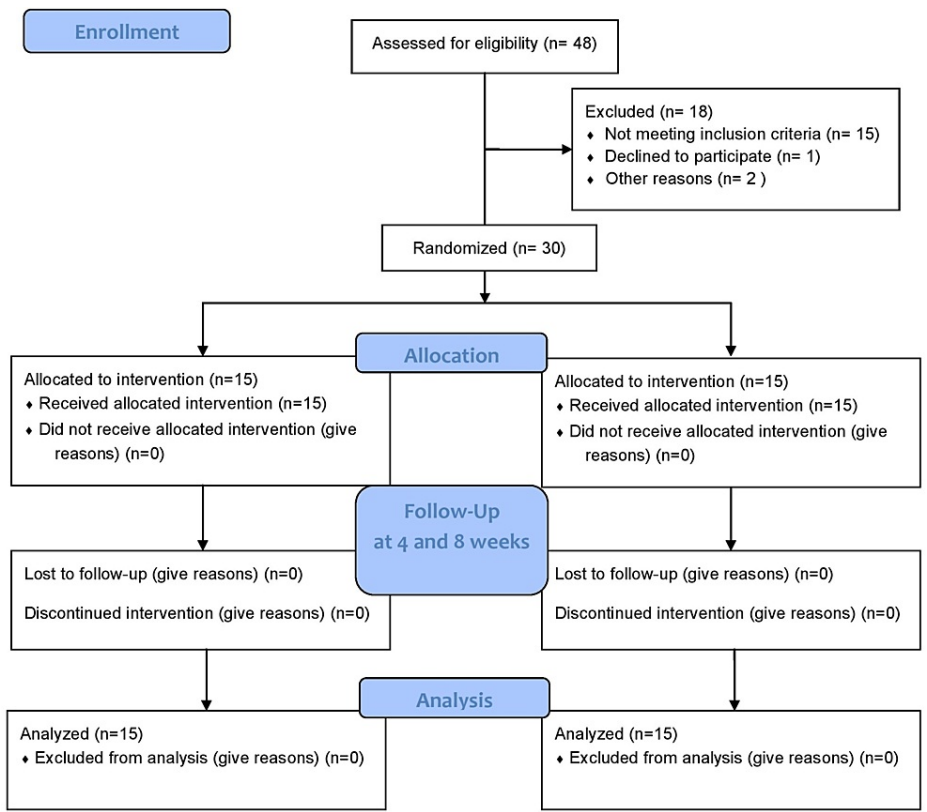 Enrollment
Assessed for eligibility (n= 48)
Excluded (n= 18)
♦ Not meeting inclusion criteria (n= 15)
♦ Declined to participate (n= 1)
♦ Other reasons (n= 2 )
Randomized (n= 30)
Allocation
Allocated to intervention (n=15)
♦ Received allocated intervention (n=15)
♦ Did not receive allocated intervention (give
reasons) (n=0)
Allocated to intervention (n=15)
♦ Received allocated intervention (n=15)
♦ Did not receive allocated intervention (give
reasons) (n=0)
Follow-Up
at 4 and 8 weeks
Lost to follow-up (give reasons) (n=0)
Discontinued intervention (give reasons) (n=0)
Lost to follow-up (give reasons) (n=0)
Discontinued intervention (give reasons) (n=0)
Analysis
Analyzed (n=15)
♦ Excluded from analysis (give reasons) (n=0)
Analyzed (n=15)
♦ Excluded from analysis (give reasons) (n=0)